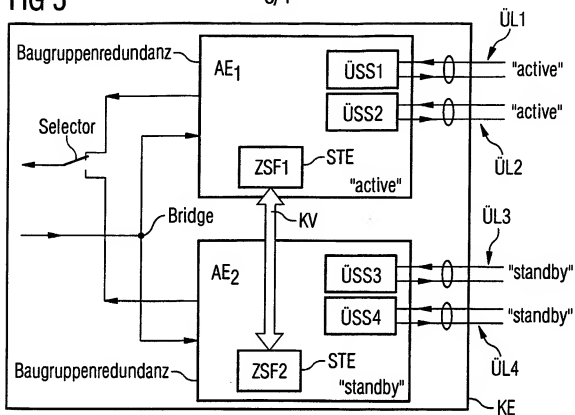 FIG 5
ÜL1
Baugruppenredundanz
AE1
ÜSS1
"active"
ÜSS2
"active"
Selector
ÜL2
ZSF1
STE
"active"
Bridge
KV
ÜL3
AE2
ÜSS3
"standby"
ÜSS4
"standby"
ÜL4
Baugruppenredundanz
ZSF2
STE
"standby"
KE